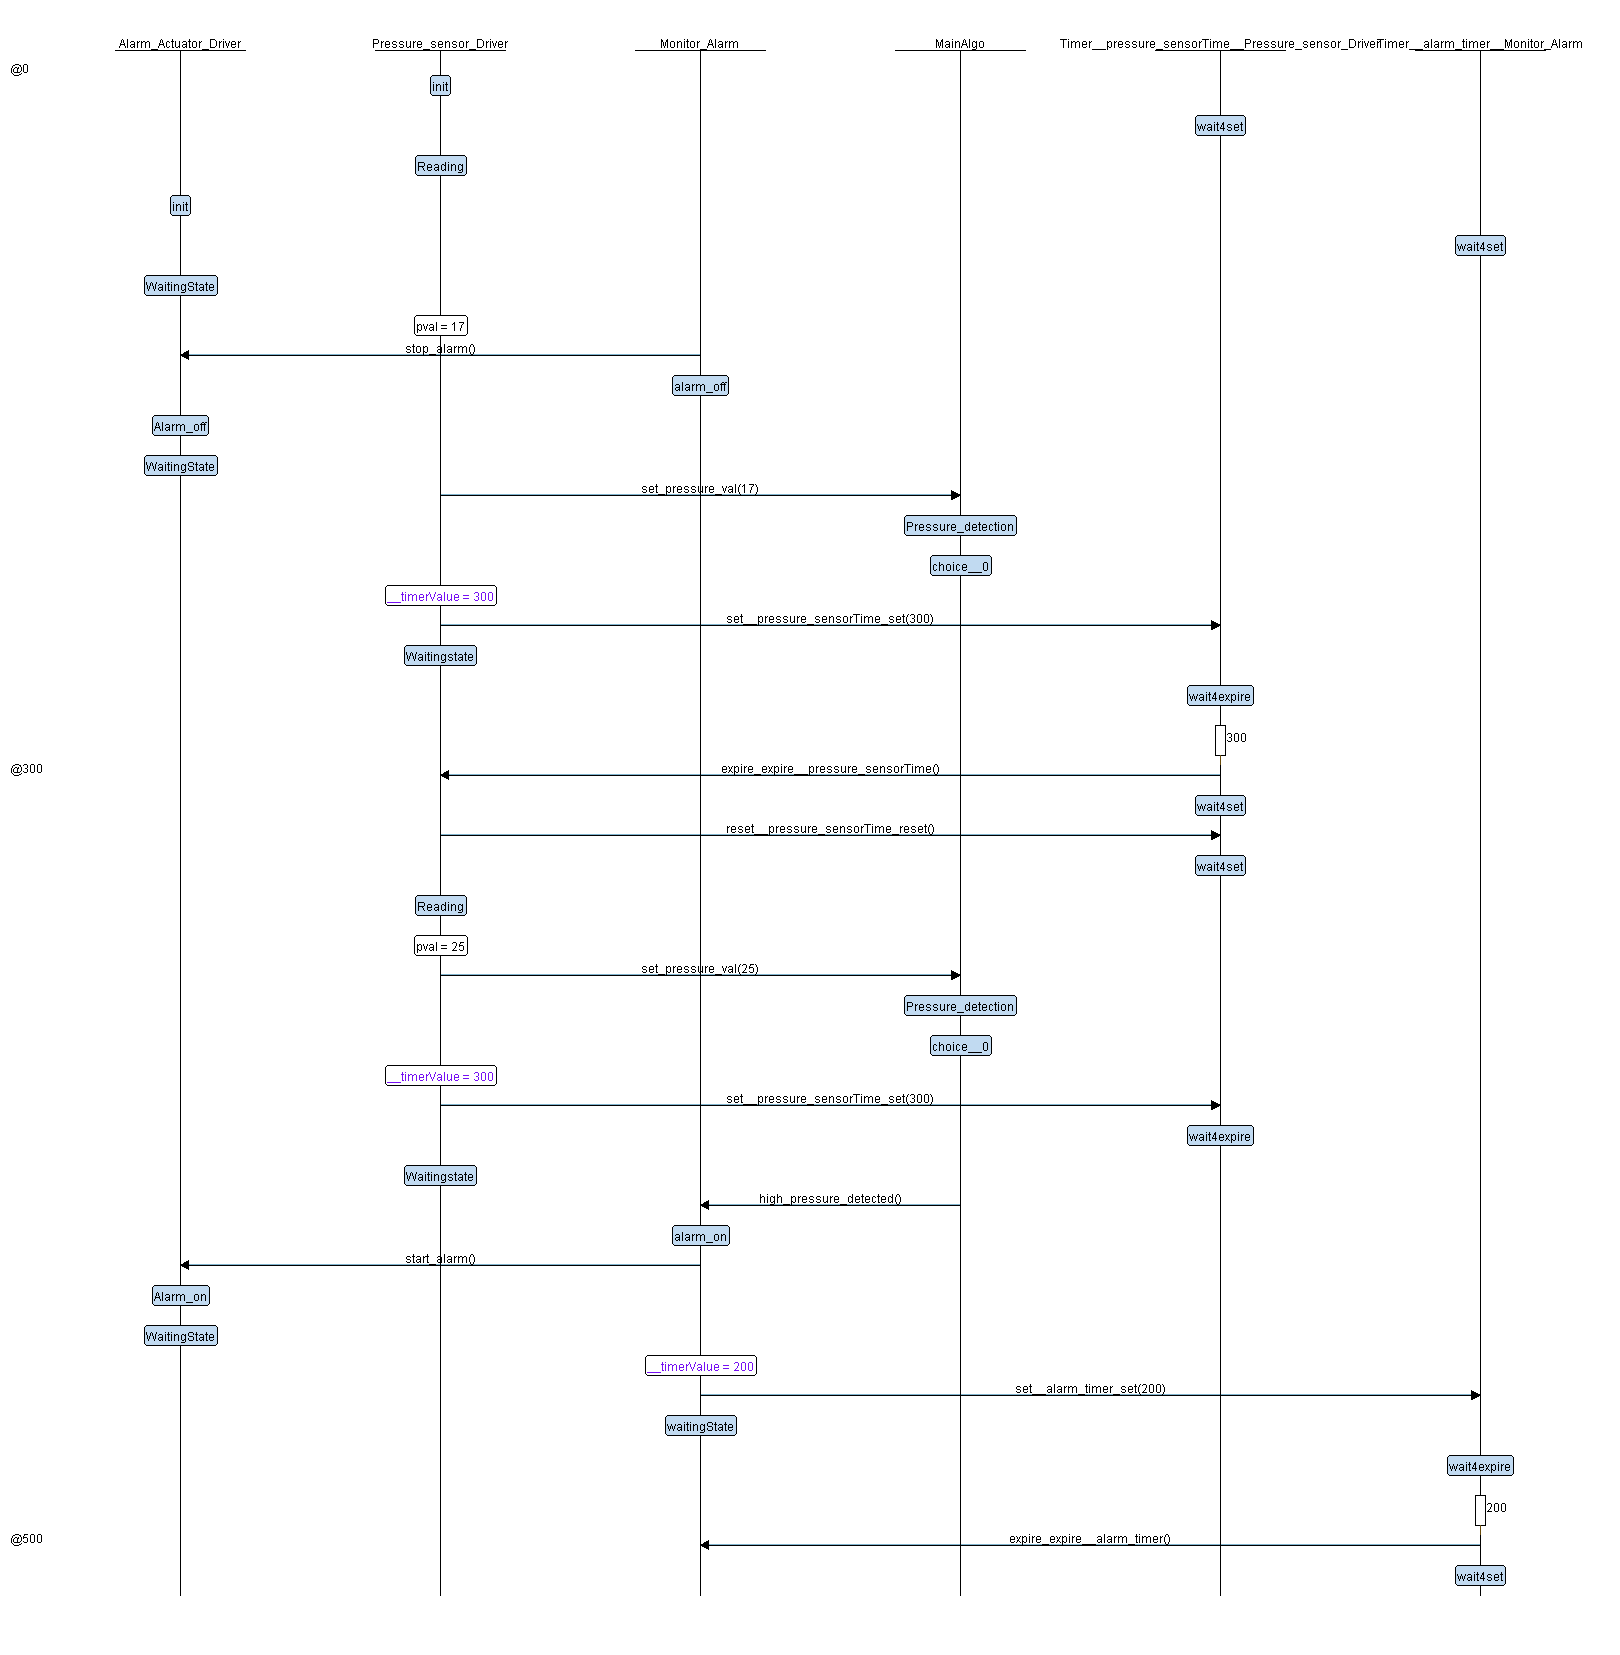 Alarm_Actuator_Driver
Pressure_sensor_Driver
Monitor_Alarm
MainAlgo
Timer__pressure_sensorTime__Pressure_sensor_Driver
Timer__alarm_timer__Monitor_Alarm
@0
init
wait4set
Reading
init
wait4set
WaitingState
pval = 17
stop_alarm()
alarm_off
Alarm_off
WaitingState
set_pressure_val(17)
Pressure_detection
choice__0
__timerValue = 300
set__pressure_sensorTime_set(300)
Waitingstate
wait4expire
300
@300
expire_expire__pressure_sensorTime()
wait4set
reset__pressure_sensorTime_reset()
wait4set
Reading
pval = 25
set_pressure_val(25)
Pressure_detection
choice__0
__timerValue = 300
set__pressure_sensorTime_set(300)
wait4expire
Waitingstate
high_pressure_detected()
alarm_on
start_alarm()
Alarm_on
WaitingState
__timerValue = 200
set__alarm_timer_set(200)
waitingState
wait4expire
200
@500
expire_expire__alarm_timer()
wait4set